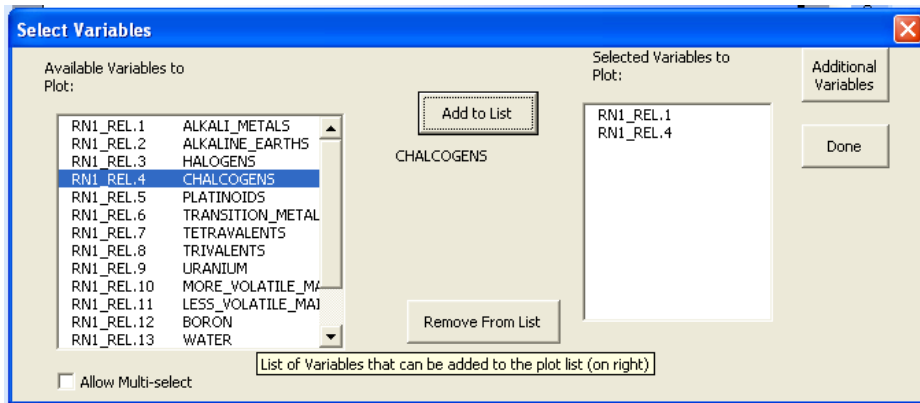 Select Variables
Available Variables to
Plot:
RN1_REL.1 ALKALI_METALS
RN1_REL.2 ALKALINE_EARTHS
RN1_REL.3 HALOGENS
RN1_REL.4 CHALCOGENS
RN1_REL.5 PLATINOIDS
RN1_REL.6 TRANSITION_METAL
RN1_REL.7 TETRAVALENTS
RN1_REL.8 TRIVALENTS
RN1_REL.9 URANIUM
RN1_REL.10 MORE_VOLATILE_MA
RN1_REL.11 LESS_VOLATILE_MAI
RN1_REL.12 BORON
RN1_REL.13 WATER
Allow Multi-select
Add to List
CHALCOGENS
Remove From List
List of Variables that can be added to the plot list (on right)
Selected Variables to
Plot:
RN1_REL.1
RN1_REL.4
Additional
Variables
Done